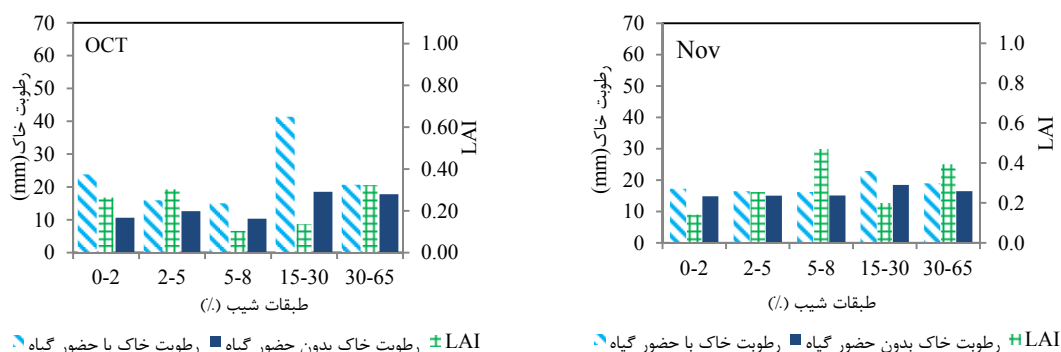 OCT
70
60
50
40
30
20
10
0
رطوبت خاک(mm)
1.00
0.80
0.60
0.40
0.20
0.00
LAI
0-2 2-5 5-8 15-30 30-65
طبقات شیب (٪)
رطوبت خاک با حضور گیاه رطوبت خاک بدون حضور گیاه LAI
Nov
70
60
50
40
30
20
10
0
رطوبت خاک(mm)
1.0
0.8
0.6
0.4
0.2
0.0
LAI
0-2 2-5 5-8 15-30 30-65
طبقات شیب (٪)
رطوبت خاک با حضور گیاه رطوبت خاک بدون حضور گیاه LAI